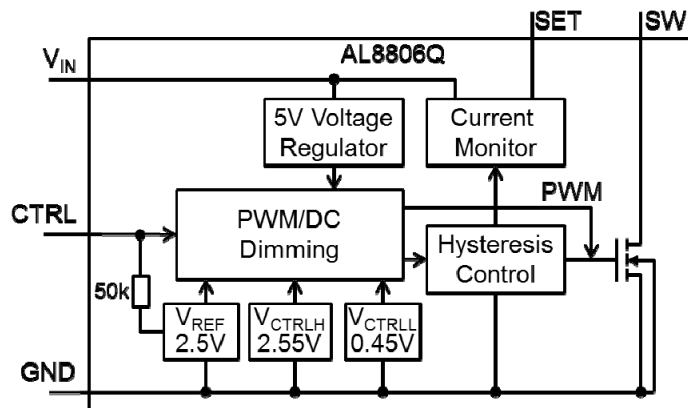 SET
SW
V_IN
AL8806Q
5V Voltage
Regulator
Current
Monitor
PWM
CTRL
PWM/DC
Dimming
Hysteresis
Control
50k
V_REF
2.5V
V_CTRLH
2.55V
V_CTRLL
0.45V
GND